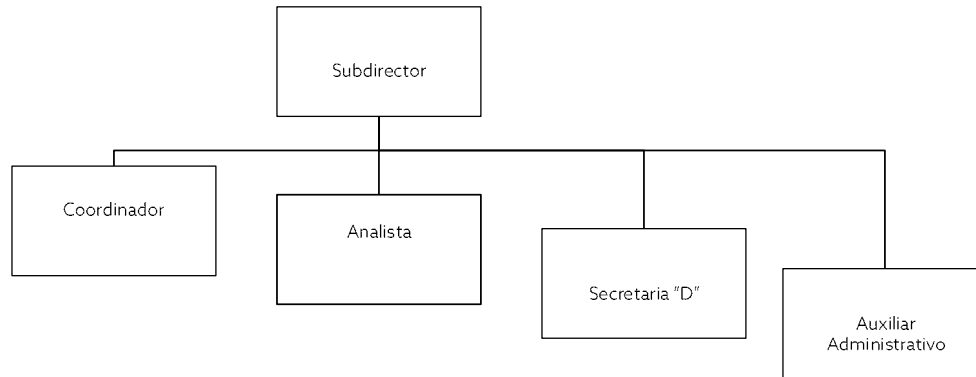 Subdirector
Coordinador
Analista
Secretaria "D"
Auxiliar
Administrativo